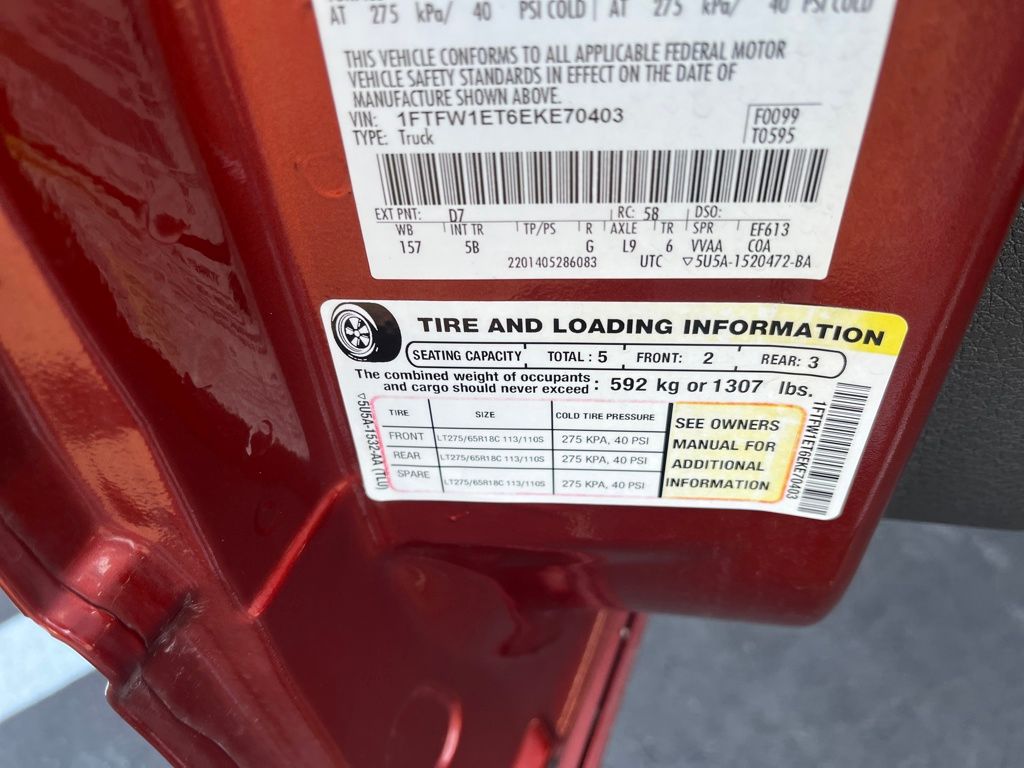 AT 275 kPa/ 40 PSI COLD | AT 275 kPa/ 40 PSI COLD
THIS VEHICLE CONFORMS TO ALL APPLICABLE FEDERAL MOTOR
VEHICLE SAFETY STANDARDS IN EFFECT ON THE DATE OF
MANUFACTURE SHOWN ABOVE.
VIN: 1FTFW1ET6EKE70403 F0099
TYPE: Truck T0595
EXT PNT: D7 RC: 58 DSO:
WB INT TR TP/PS R AXLE TR SPR EF613
157 5B G L9 6 VVAA COA
2201405286083 UTC ▽5U5A-1520472-BA
TIRE AND LOADING INFORMATION
SEATING CAPACITY TOTAL: 5 FRONT: 2 REAR: 3
The combined weight of occupants
and cargo should never exceed: 592 kg or 1307 lbs.
TIRE SIZE COLD TIRE PRESSURE
FRONT LT275/65R18C 113/110S 275 KPA, 40 PSI
REAR LT275/65R18C 113/110S 275 KPA, 40 PSI
SPARE LT275/65R18C 113/110S 275 KPA, 40 PSI
SEE OWNERS
MANUAL FOR
ADDITIONAL
INFORMATION
▽5U5A-1532-AA (TLU)
1FTFW1ET6EKE70403